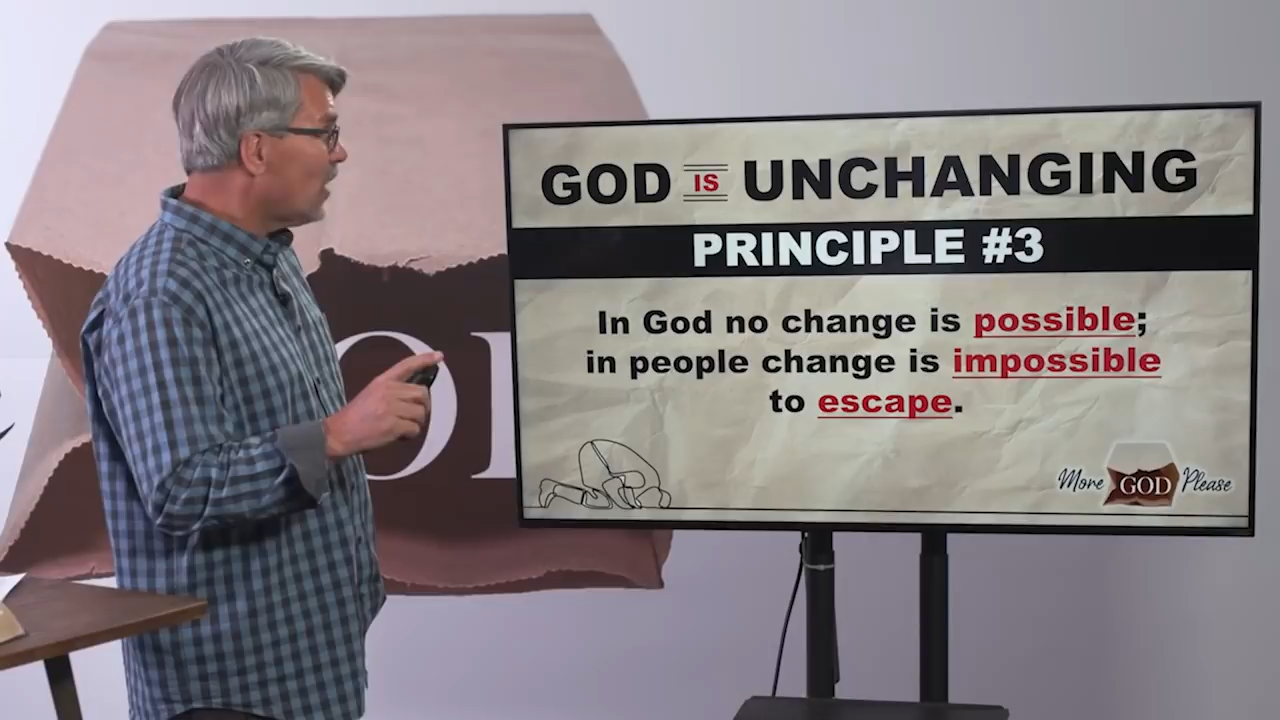 GOD IS UNCHANGING
PRINCIPLE #3
In God no change is possible;
in people change is impossible
to escape.
More GOD Please